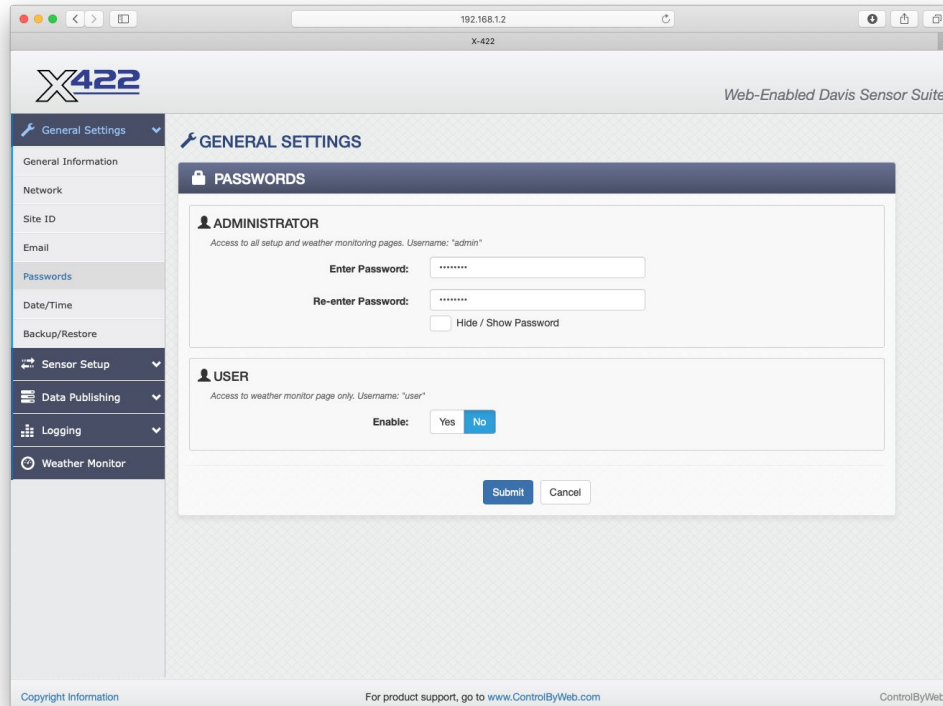 192.168.1.2
X-422
X422
Web-Enabled Davis Sensor Suite
General Settings
General Information
Network
Site ID
Email
Passwords
Date/Time
Backup/Restore
Sensor Setup
Data Publishing
Logging
Weather Monitor
GENERAL SETTINGS
PASSWORDS
ADMINISTRATOR
Access to all setup and weather monitoring pages. Username: "admin"
Enter Password: ••••••••
Re-enter Password: ••••••••
Hide / Show Password
USER
Access to weather monitor page only. Username: "user"
Enable: Yes No
Submit Cancel
Copyright Information For product support, go to www.ControlByWeb.com ControlByWeb